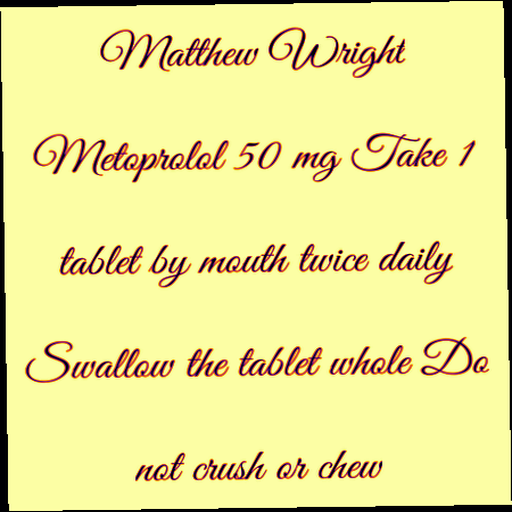 Matthew Wright
Metoprolol 50 mg Take 1
tablet by mouth twice daily
Swallow the tablet whole Do
not crush or chew